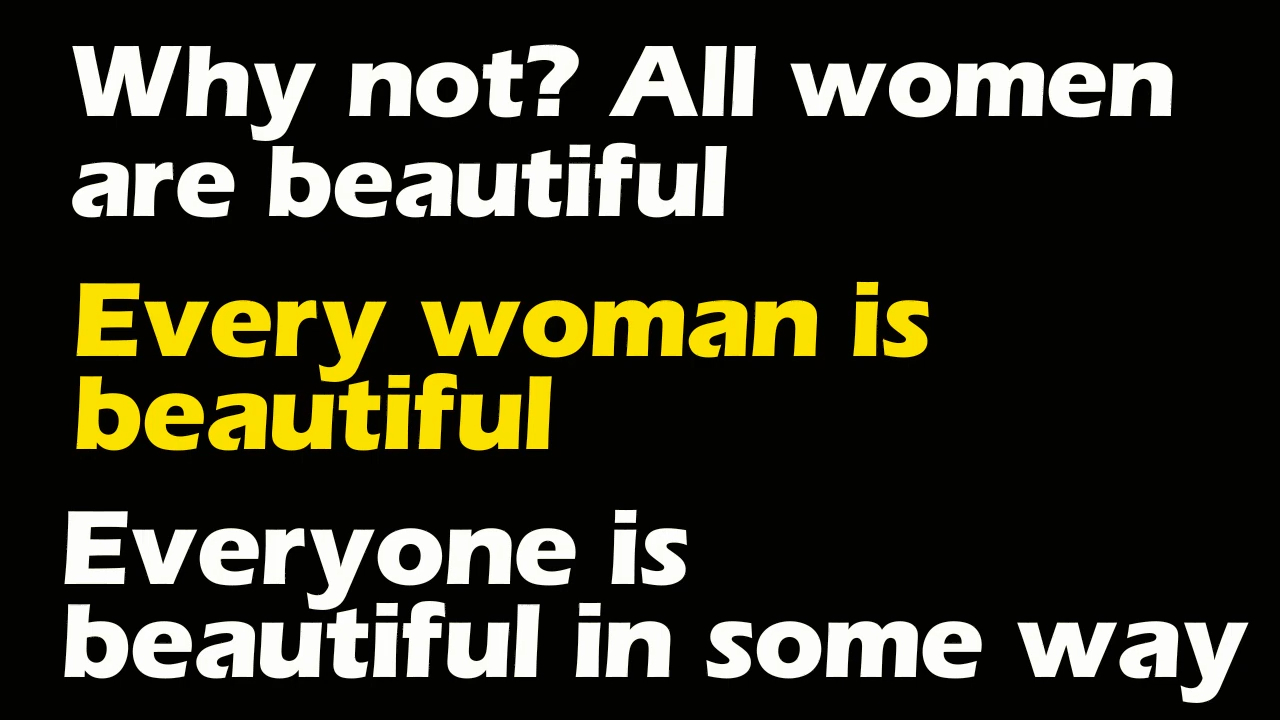 Why not? All women
are beautiful
Every woman is
beautiful
Everyone is
beautiful in some way